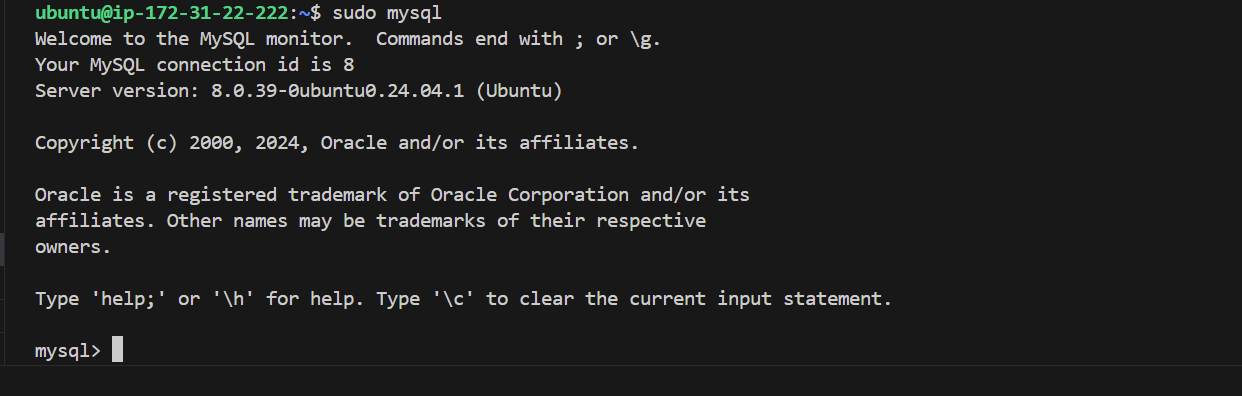 ubuntu@ip-172-31-22-222:~$ sudo mysql
Welcome to the MySQL monitor.  Commands end with ; or \g.
Your MySQL connection id is 8
Server version: 8.0.39-0ubuntu0.24.04.1 (Ubuntu)
Copyright (c) 2000, 2024, Oracle and/or its affiliates.
Oracle is a registered trademark of Oracle Corporation and/or its
affiliates. Other names may be trademarks of their respective
owners.
Type 'help;' or '\h' for help. Type '\c' to clear the current input statement.
mysql>